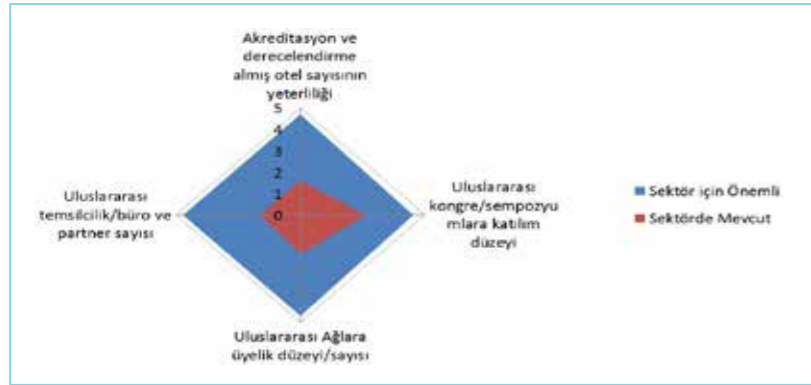 Akreditasyon ve
derecelendirme
almış otel sayısının
yeterliliği
5
4
3
2
1
0
Uluslararası
kongre/sempozyu
mlara katılım
düzeyi
Uluslararası Ağlara
üyelik düzeyi/sayısı
Uluslararası
temsilcilik/büro ve
partner sayısı
Sektör için Önemli
Sektörde Mevcut